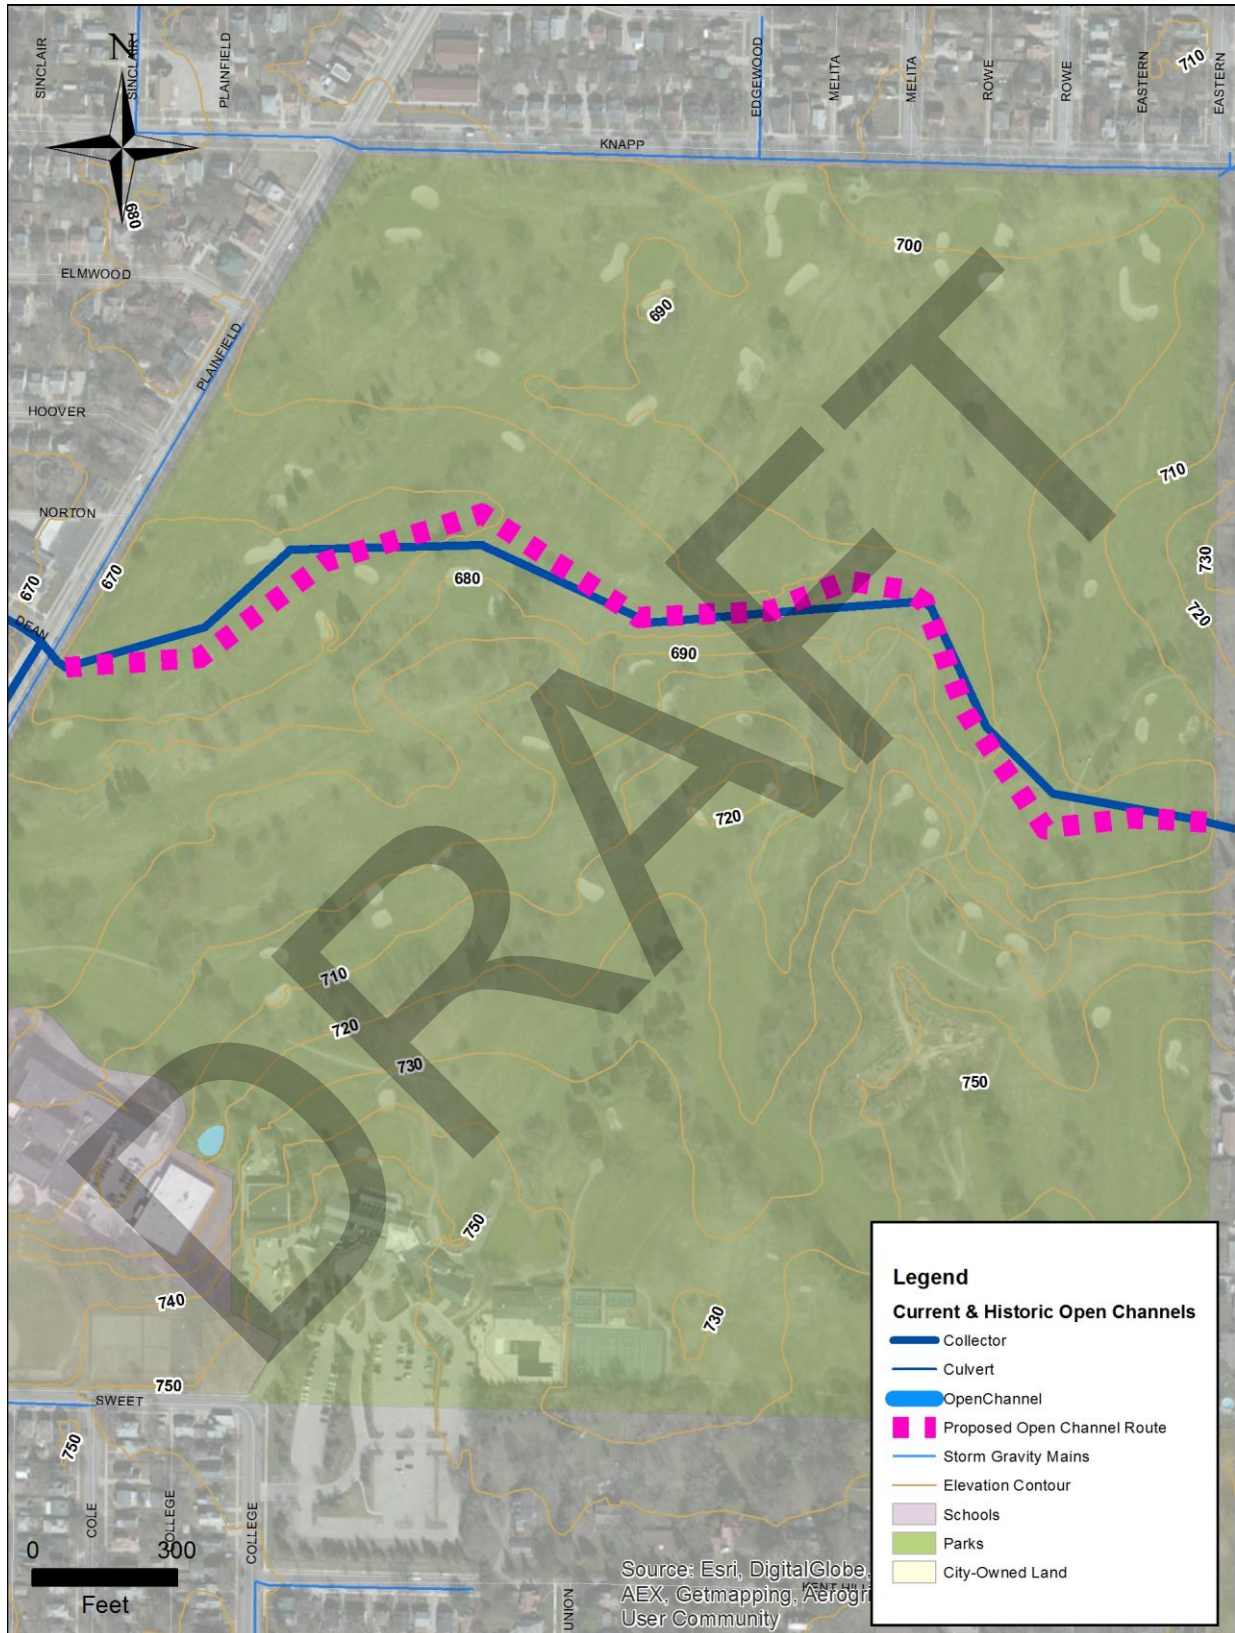 SINCLAIR
N
SINCLAIR
PLAINFIELD
EDGEWOOD
MELITA
MELITA
ROWE
ROWE
EASTERN
EASTERN
710
KNAPP
680
ELMWOOD
700
690
PLAINFIELD
HOOVER
710
NORTON
730
670
670
680
720
DEAN
690
720
710
720
730
750
DRAFT
750
740
730
750
SWEET
750
COLE
COLLEGE
COLLEGE
0 300
Feet
UNION
Source: Esri, DigitalGlobe,
AEX, Getmapping, Aerogri
User Community
Legend
Current & Historic Open Channels
Collector
Culvert
OpenChannel
Proposed Open Channel Route
Storm Gravity Mains
Elevation Contour
Schools
Parks
City-Owned Land